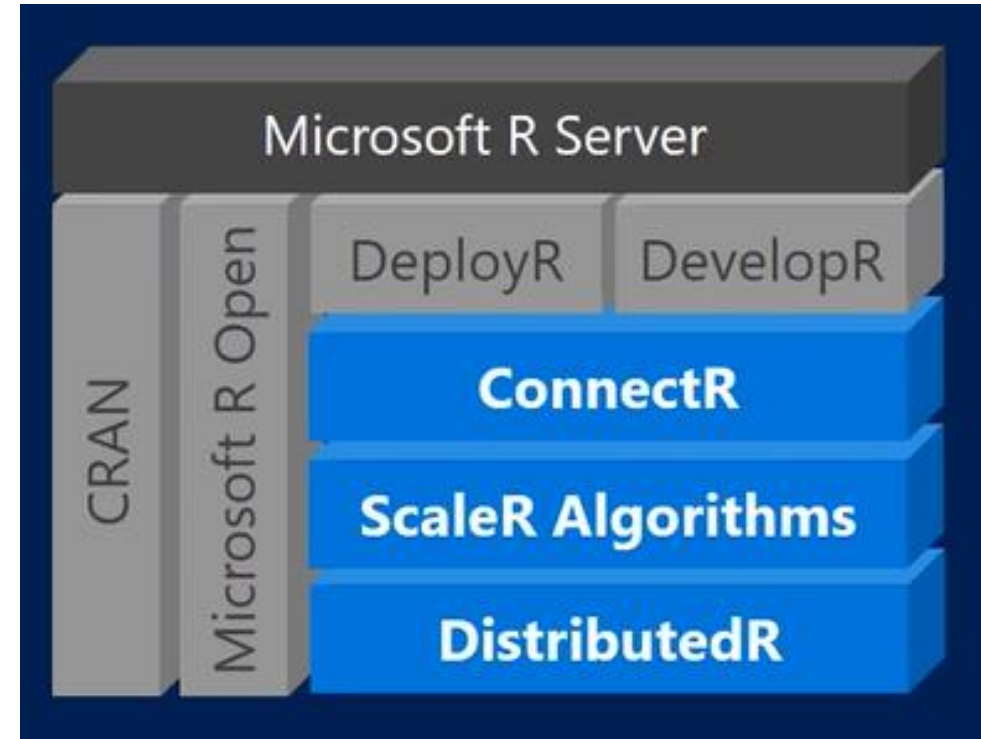 Microsoft R Server
CRAN
Microsoft R Open
DeployR
DevelopR
ConnectR
ScaleR Algorithms
DistributedR